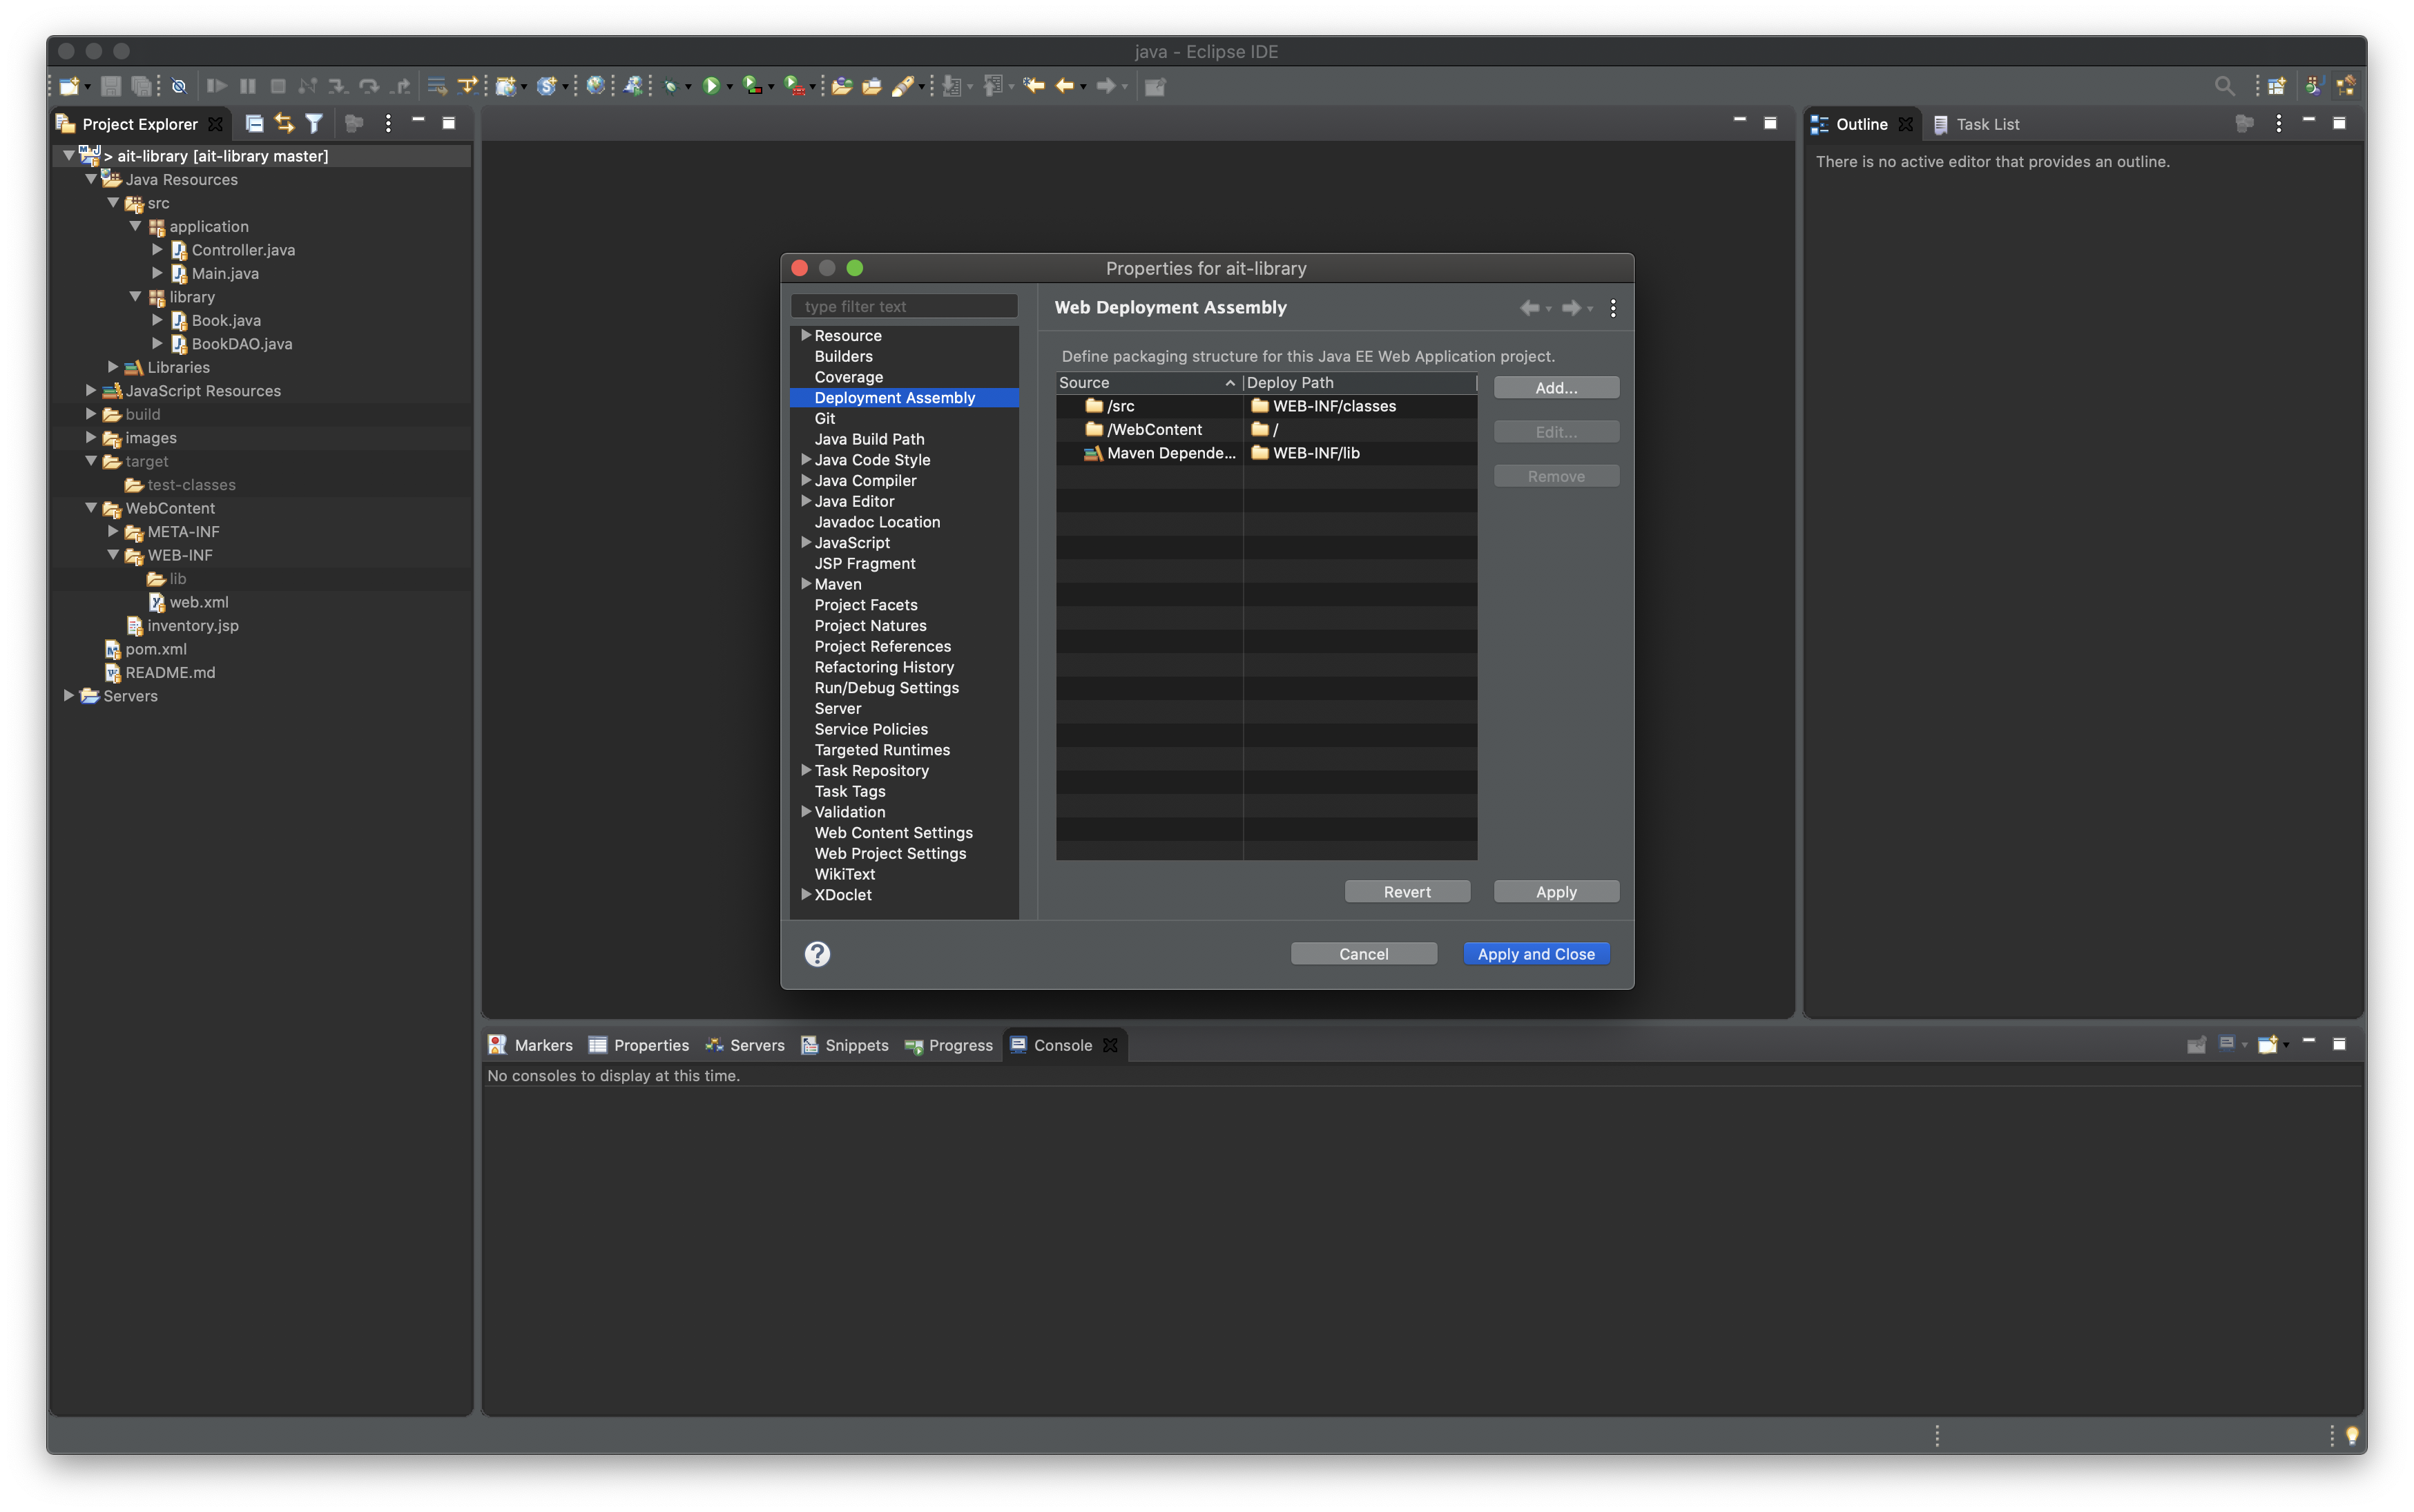 java - Eclipse IDE
Project Explorer
> ait-library [ait-library master]
Java Resources
src
application
Controller.java
Main.java
library
Book.java
BookDAO.java
Libraries
JavaScript Resources
build
images
target
test-classes
WebContent
META-INF
WEB-INF
lib
web.xml
inventory.jsp
pom.xml
README.md
Servers
Properties for ait-library
type filter text
Resource
Builders
Coverage
Deployment Assembly
Git
Java Build Path
Java Code Style
Java Compiler
Java Editor
Javadoc Location
JavaScript
JSP Fragment
Maven
Project Facets
Project Natures
Project References
Refactoring History
Run/Debug Settings
Server
Service Policies
Targeted Runtimes
Task Repository
Task Tags
Validation
Web Content Settings
Web Project Settings
WikiText
XDoclet
Web Deployment Assembly
Define packaging structure for this Java EE Web Application project.
Source Deploy Path
/src WEB-INF/classes
/WebContent /
Maven Depende... WEB-INF/lib
Add...
Edit...
Remove
Revert Apply
Cancel Apply and Close
Outline Task List
There is no active editor that provides an outline.
Markers Properties Servers Snippets Progress Console
No consoles to display at this time.